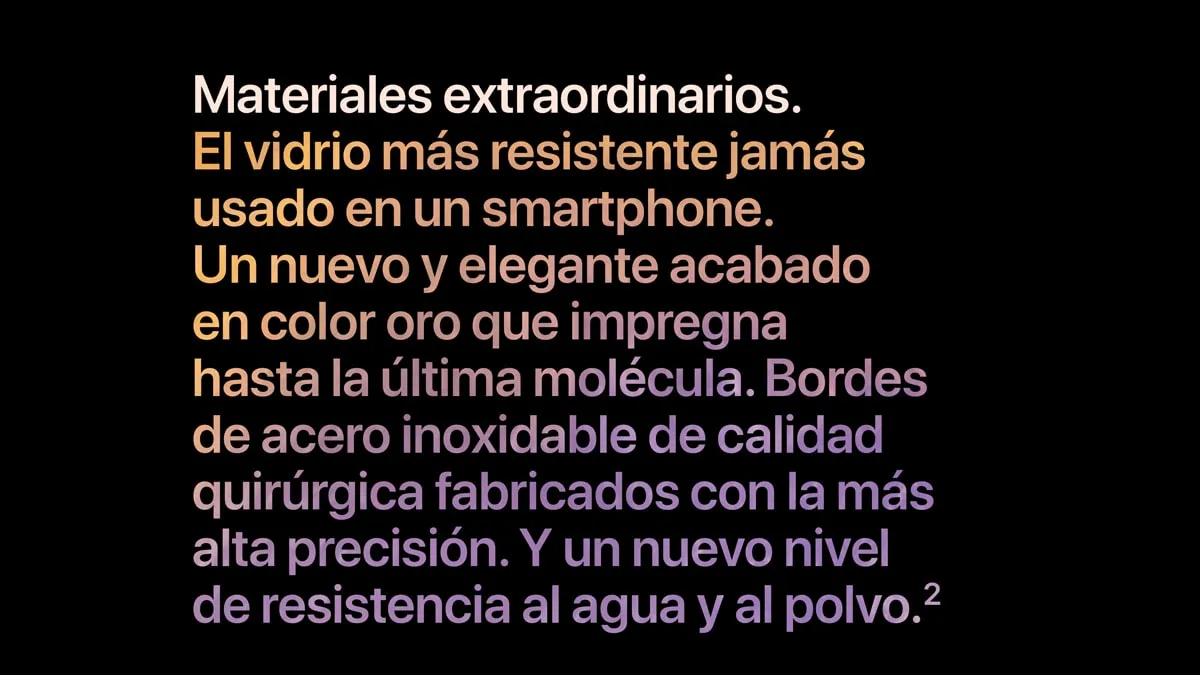 Materiales extraordinarios.
El vidrio más resistente jamás
usado en un smartphone.
Un nuevo y elegante acabado
en color oro que impregna
hasta la última molécula. Bordes
de acero inoxidable de calidad
quirúrgica fabricados con la más
alta precisión. Y un nuevo nivel
de resistencia al agua y al polvo.²